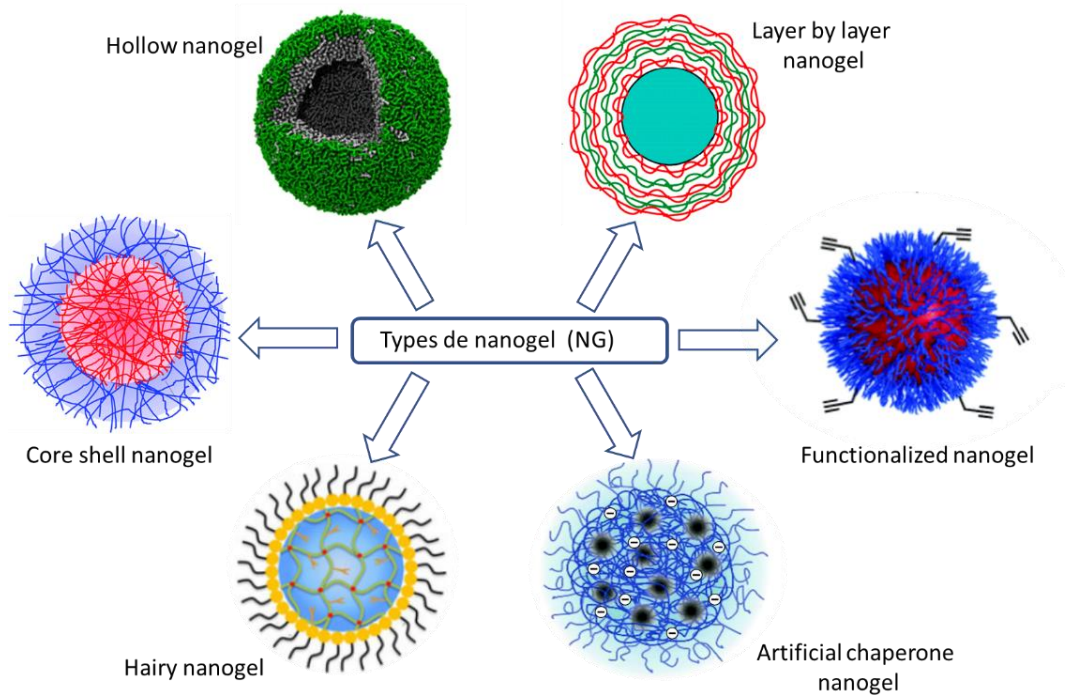 Hollow nanogel
Layer by layer
nanogel
Types de nanogel (NG)
Core shell nanogel
Functionalized nanogel
Hairy nanogel
Artificial chaperone
nanogel